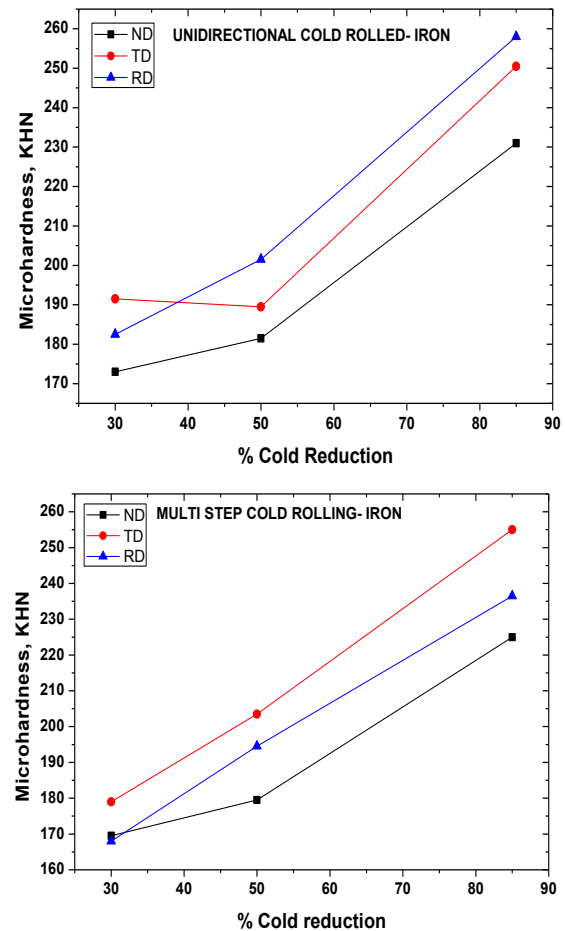 UNIDIRECTIONAL COLD ROLLED- IRON
ND
TD
RD
Microhardness, KHN
260
250
240
230
220
210
200
190
180
170
30
40
50
60
70
80
90
% Cold Reduction
MULTI STEP COLD ROLLING- IRON
ND
TD
RD
Microhardness, KHN
260
250
240
230
220
210
200
190
180
170
160
30
40
50
60
70
80
90
% Cold reduction